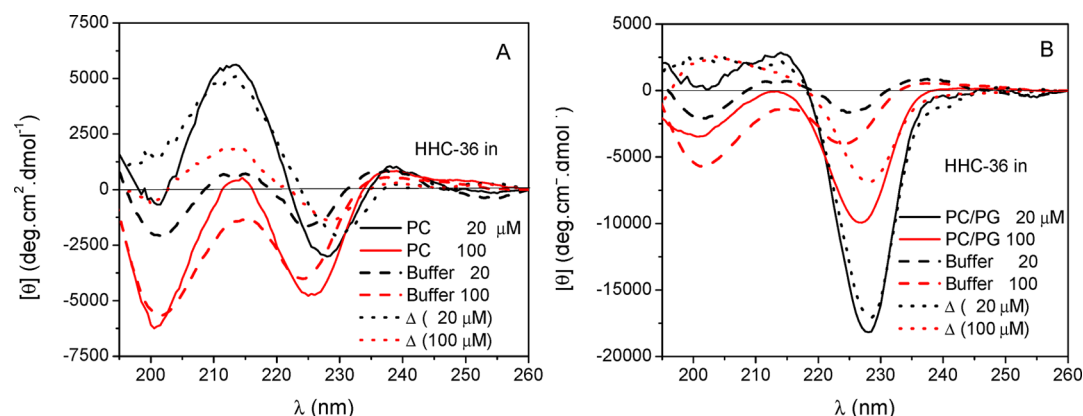 A
7500
5000
2500
0
-2500
-5000
-7500
[θ] (deg.cm².dmol⁻¹)
HHC-36 in
PC 20 μM
PC 100
Buffer 20
Buffer 100
Δ ( 20 μM)
Δ (100 μM)
200 210 220 230 240 250 260
λ (nm)
B
5000
0
-5000
-10000
-15000
-20000
[θ] (deg.cm
.dmol
HHC-36 in
PC/PG 20 μM
PC/PG 100
Buffer 20
Buffer 100
Δ ( 20 μM)
Δ (100 μM)
200 210 220 230 240 250 260
λ (nm)